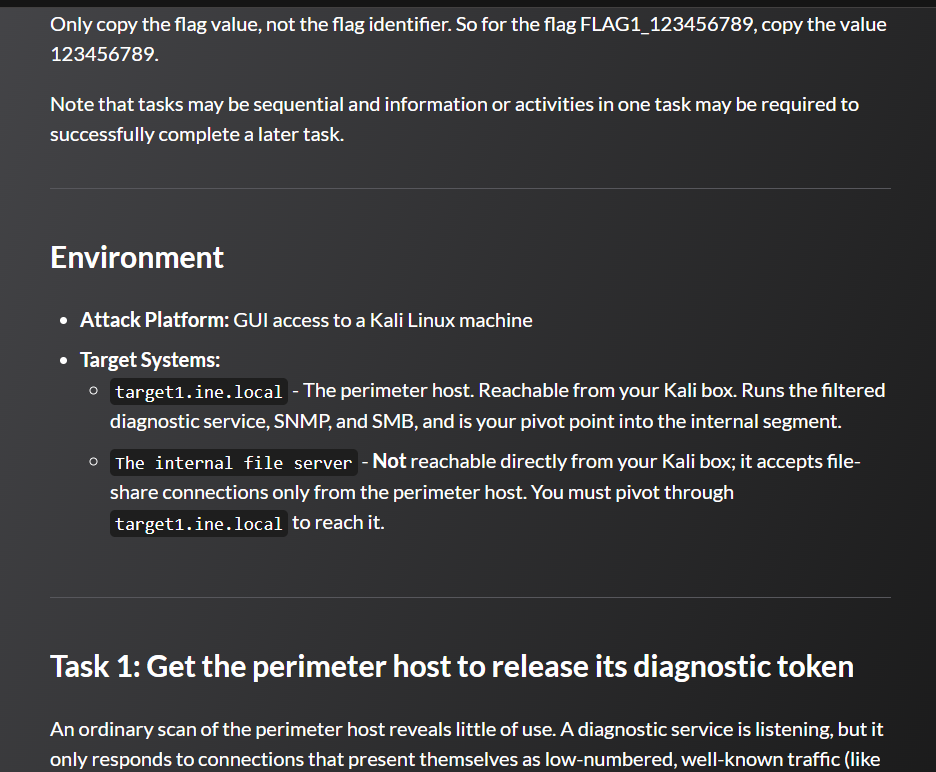 Only copy the flag value, not the flag identifier. So for the flag FLAG1_123456789, copy the value
123456789.
Note that tasks may be sequential and information or activities in one task may be required to
successfully complete a later task.
Environment
• Attack Platform: GUI access to a Kali Linux machine
• Target Systems:
○ target1.ine.local - The perimeter host. Reachable from your Kali box. Runs the filtered
diagnostic service, SNMP, and SMB, and is your pivot point into the internal segment.
○ The internal file server - Not reachable directly from your Kali box; it accepts file-
share connections only from the perimeter host. You must pivot through
target1.ine.local to reach it.
Task 1: Get the perimeter host to release its diagnostic token
An ordinary scan of the perimeter host reveals little of use. A diagnostic service is listening, but it
only responds to connections that present themselves as low-numbered, well-known traffic (like